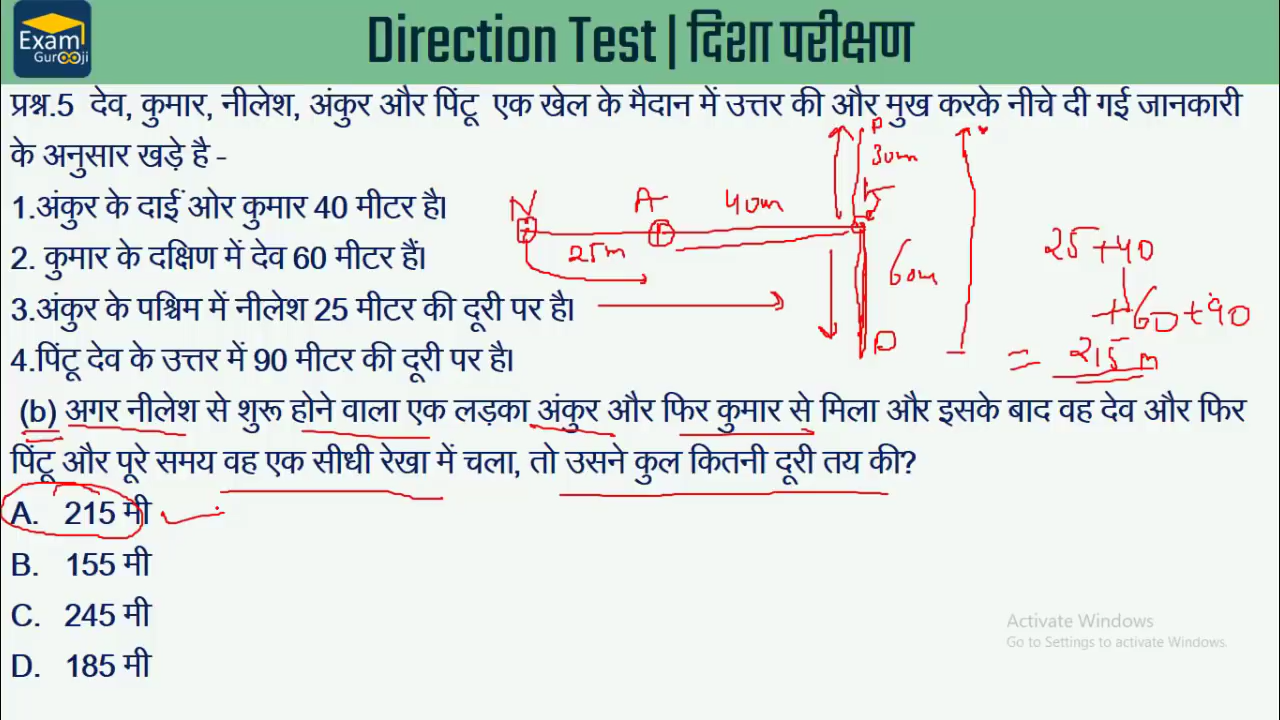 Exam
Gurooji
Direction Test | दिशा परीक्षण
प्रश्न.5 देव, कुमार, नीलेश, अंकुर और पिंटू एक खेल के मैदान में उत्तर की और मुख करके नीचे दी गई जानकारी
के अनुसार खड़े है -
1.अंकुर के दाईं ओर कुमार 40 मीटर है।
2. कुमार के दक्षिण में देव 60 मीटर हैं।
3.अंकुर के पश्चिम में नीलेश 25 मीटर की दूरी पर है।
4.पिंटू देव के उत्तर में 90 मीटर की दूरी पर है।
P
30m
N A 40m K
25m
60m
D
25+40
+60+90
= 215 m
(b) अगर नीलेश से शुरू होने वाला एक लड़का अंकुर और फिर कुमार से मिला और इसके बाद वह देव और फिर
पिंटू और पूरे समय वह एक सीधी रेखा में चला, तो उसने कुल कितनी दूरी तय की?
A. 215 मी
B. 155 मी
C. 245 मी
D. 185 मी
Activate Windows
Go to Settings to activate Windows.